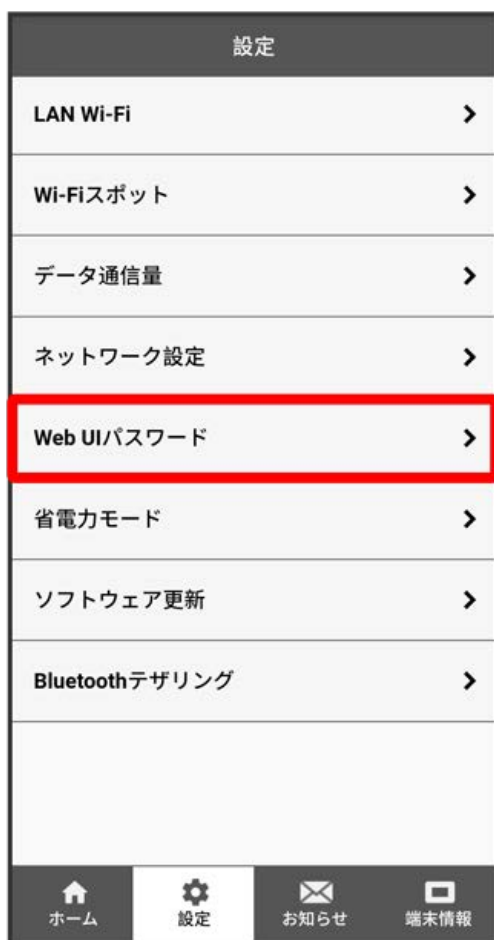 設定
LAN Wi-Fi
Wi-Fiスポット
データ通信量
ネットワーク設定
Web UIパスワード
省電力モード
ソフトウェア更新
Bluetoothテザリング
ホーム 設定 お知らせ 端末情報